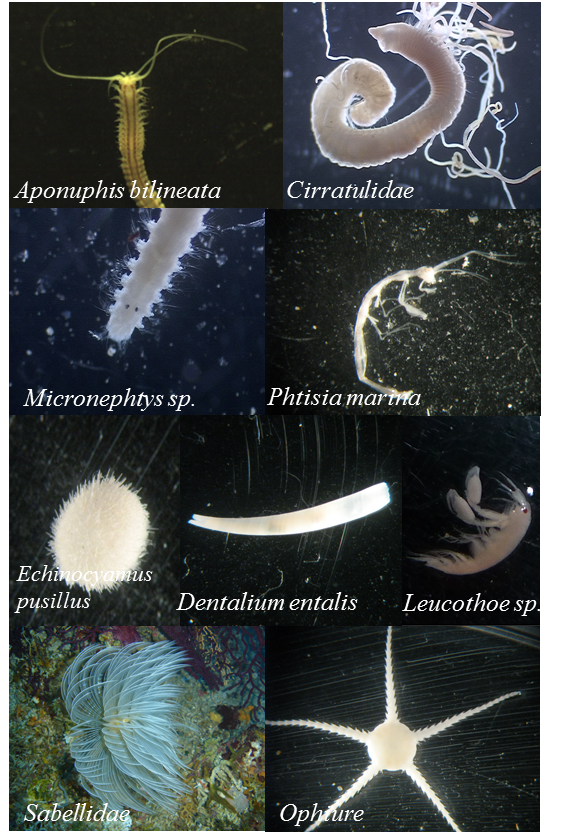 Aponuphis bilineata
Cirratulidae
Micronephtys sp.
Phtisia marina
Echinocyamus
pusillus
Dentalium entalis
Leucothoe sp.
Sabellidae
Ophiure